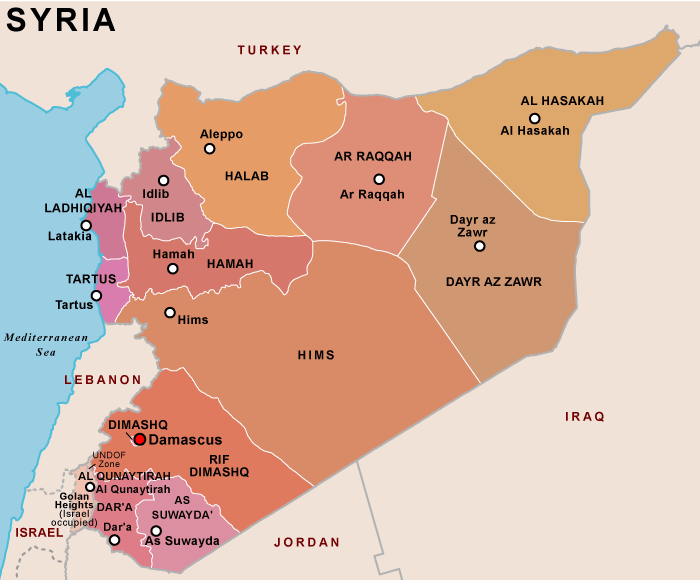 SYRIA
TURKEY
AL HASAKAH
Al Hasakah
Aleppo
HALAB
AR RAQQAH
Ar Raqqah
Idlib
IDLIB
AL
LADHIQIYAH
Latakia
Dayr az
Zawr
DAYR AZ ZAWR
Hamah
HAMAH
TARTUS
Tartus
Hims
HIMS
Mediterranean
Sea
LEBANON
IRAQ
DIMASHQ
Damascus
RIF
DIMASHQ
UNDOF
Zone
AL QUNAYTIRAH
Al Qunaytirah
Golan
Heights
(Israel
occupied)
DAR'A
Dar'a
AS
SUWAYDA'
As Suwayda
ISRAEL
JORDAN